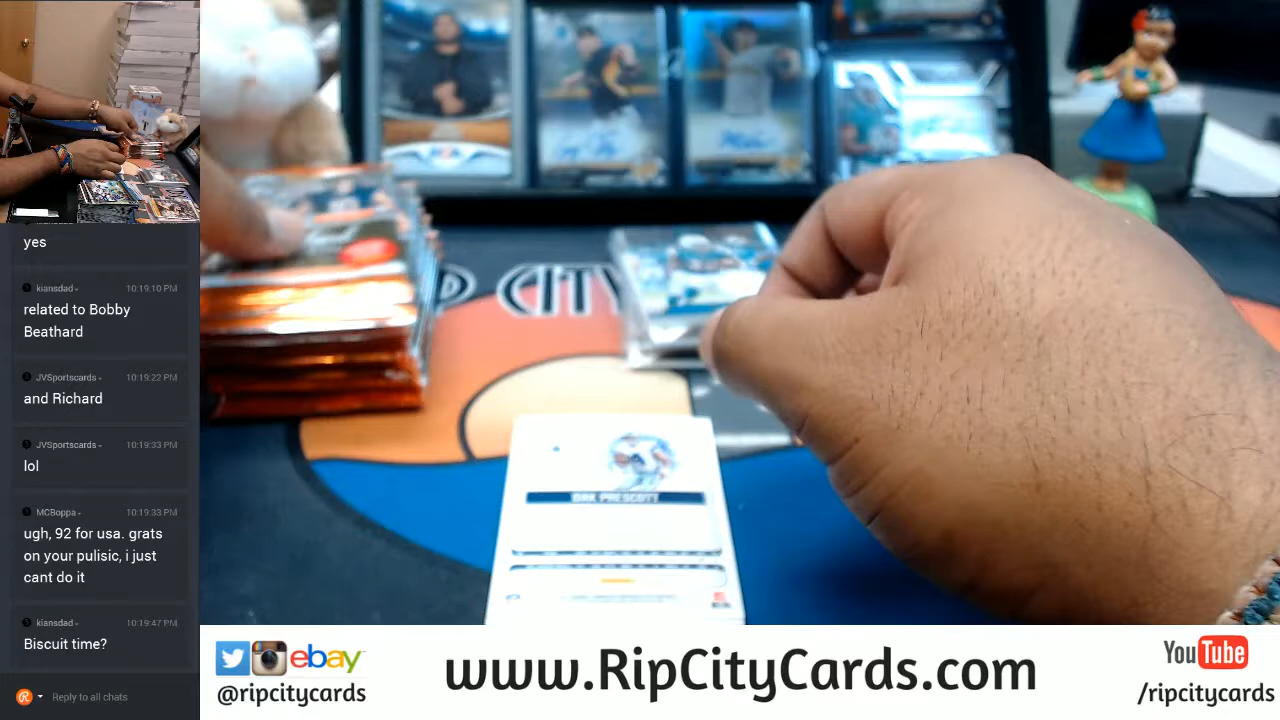 yes
kiansdad 10:19:10 PM
related to Bobby
Beathard
JVSportscards 10:19:22 PM
and Richard
JVSportscards 10:19:33 PM
lol
MCBoppa 10:19:33 PM
ugh, 92 for usa. grats
on your pulisic, i just
cant do it
kiansdad 10:19:47 PM
Biscuit time?
Reply to all chats
CITY
DAK PRESCOTT
ebay
@ripcitycards
www.RipCityCards.com
YouTube
/ripcitycards